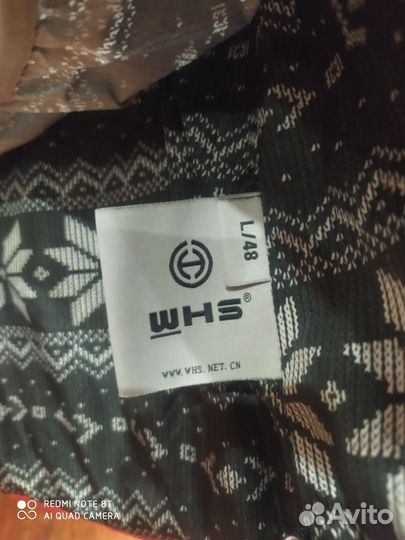 L/48
WHS®
WWW.WHS.NET.CN
REDMI NOTE 8T
AI QUAD CAMERA
Avito